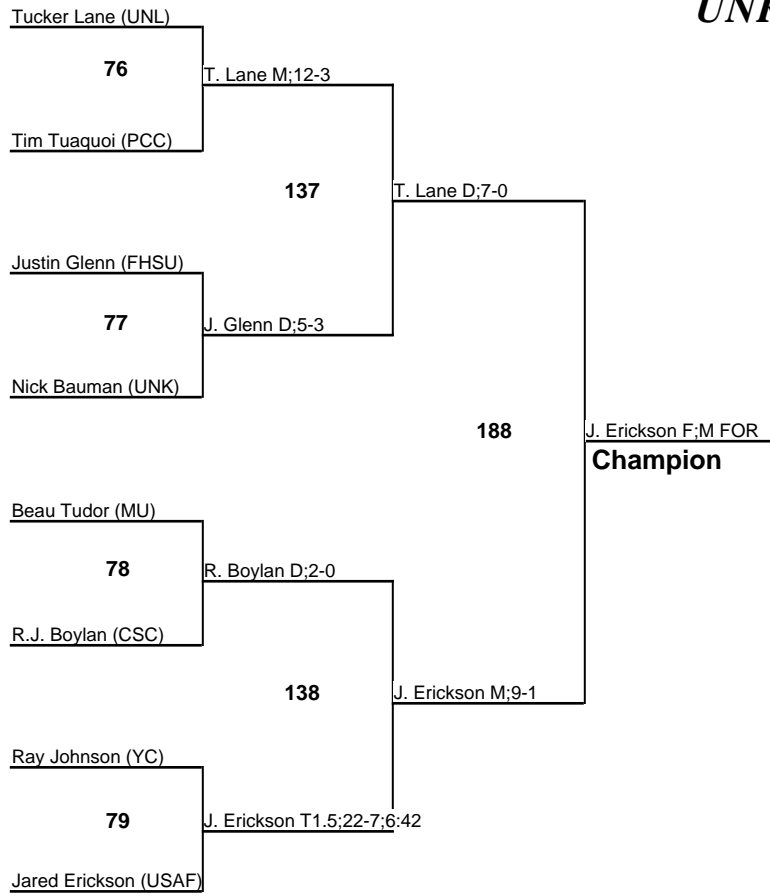 UNK
Tucker Lane (UNL)
76
T. Lane M;12-3
Tim Tuaquoi (PCC)
137
T. Lane D;7-0
Justin Glenn (FHSU)
77
J. Glenn D;5-3
Nick Bauman (UNK)
188
J. Erickson F;M FOR
Champion
Beau Tudor (MU)
78
R. Boylan D;2-0
R.J. Boylan (CSC)
138
J. Erickson M;9-1
Ray Johnson (YC)
79
J. Erickson T1.5;22-7;6:42
Jared Erickson (USAF)